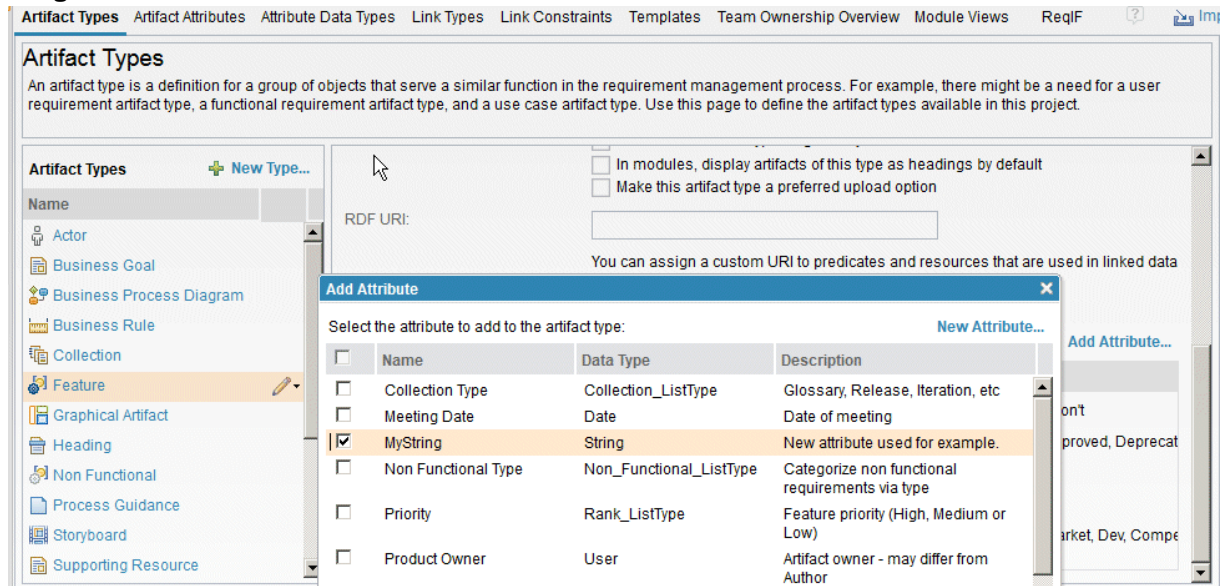 Artifact Types Artifact Attributes Attribute Data Types Link Types Link Constraints Templates Team Ownership Overview Module Views ReqIF ? Imp
Artifact Types
An artifact type is a definition for a group of objects that serve a similar function in the requirement management process. For example, there might be a need for a user
requirement artifact type, a functional requirement artifact type, and a use case artifact type. Use this page to define the artifact types available in this project.
Artifact Types New Type...
Name
Actor
Business Goal
Business Process Diagram
Business Rule
Collection
Feature
Graphical Artifact
Heading
Non Functional
Process Guidance
Storyboard
Supporting Resource
In modules, display artifacts of this type as headings by default
Make this artifact type a preferred upload option
RDF URI:
You can assign a custom URI to predicates and resources that are used in linked data
Add Attribute
Select the attribute to add to the artifact type: New Attribute...
Name Data Type Description
Collection Type Collection_ListType Glossary, Release, Iteration, etc
Meeting Date Date Date of meeting
MyString String New attribute used for example.
Non Functional Type Non_Functional_ListType Categorize non functional
requirements via type
Priority Rank_ListType Feature priority (High, Medium or
Low)
Product Owner User Artifact owner - may differ from
Author
Add Attribute...
on't
proved, Deprecat
arket, Dev, Compe